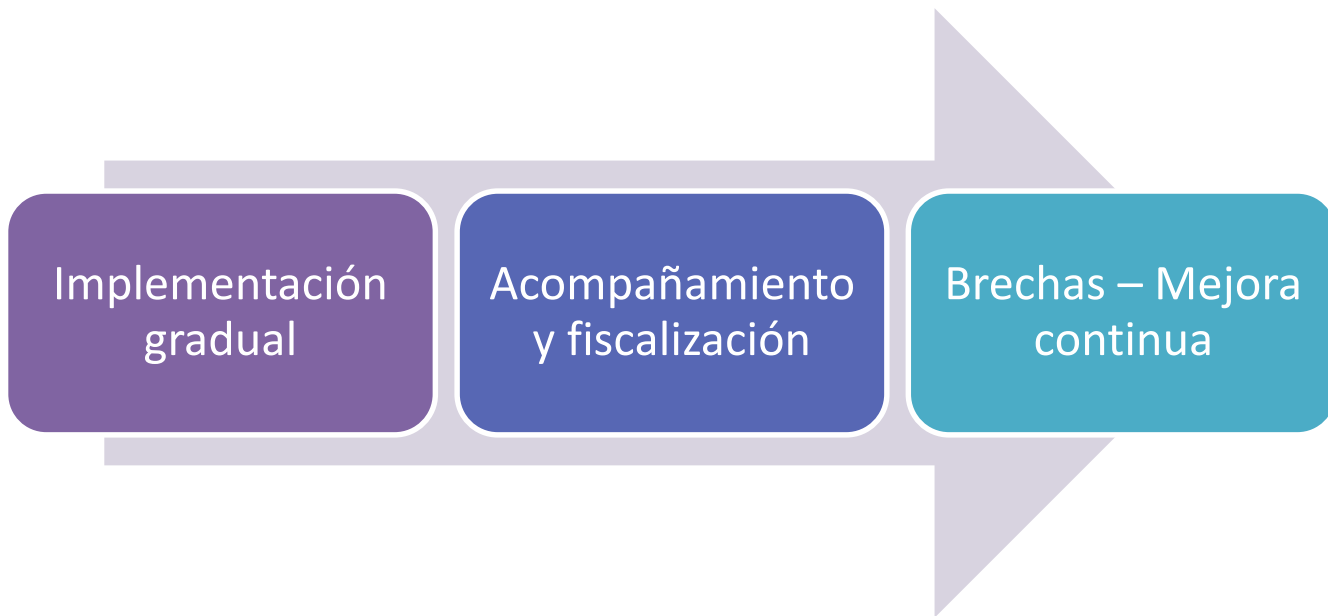 Implementación
gradual
Acompañamiento
y fiscalización
Brechas – Mejora
continua